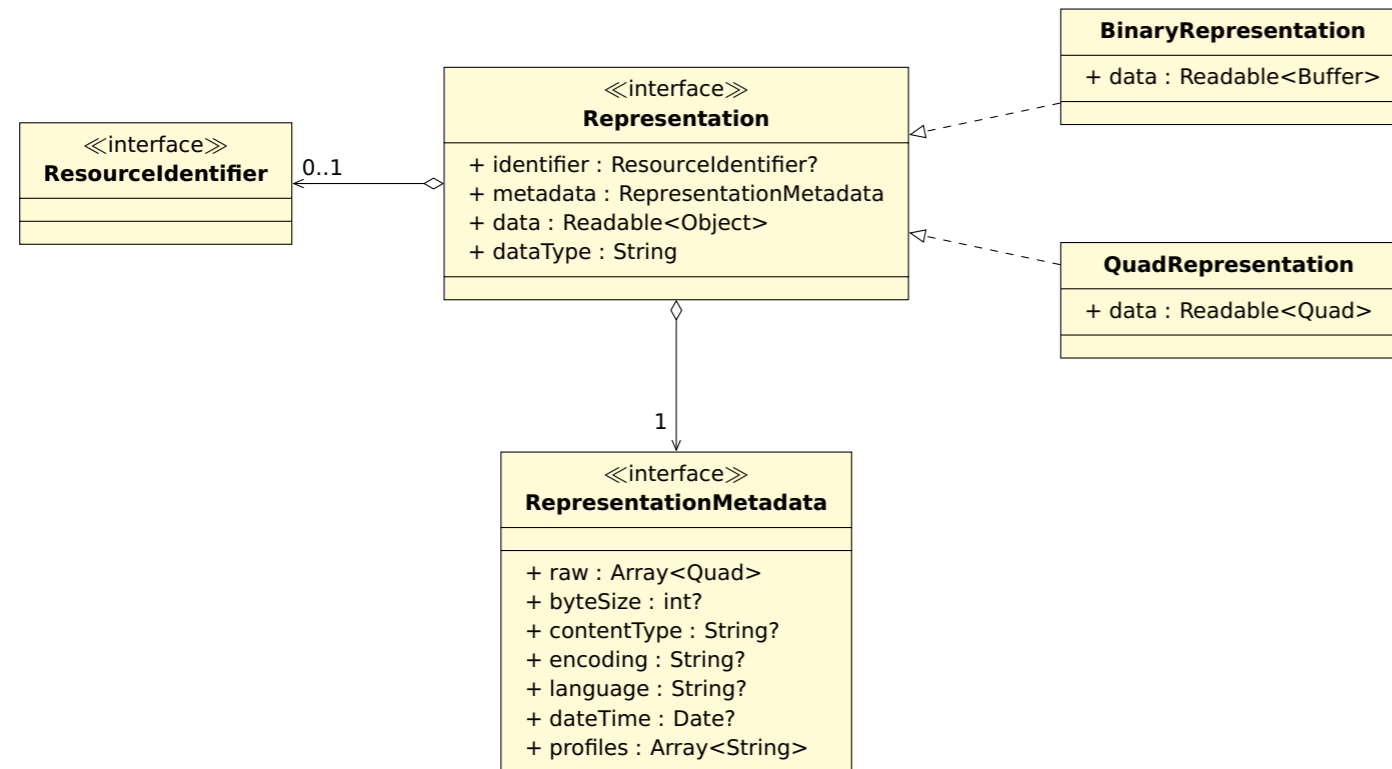 BinaryRepresentation
+ data : Readable<Buffer>
≪interface≫
Representation
+ identifier : ResourceIdentifier?
+ metadata : RepresentationMetadata
+ data : Readable<Object>
+ dataType : String
≪interface≫
ResourceIdentifier
0..1
QuadRepresentation
+ data : Readable<Quad>
1
≪interface≫
RepresentationMetadata
+ raw : Array<Quad>
+ byteSize : int?
+ contentType : String?
+ encoding : String?
+ language : String?
+ dateTime : Date?
+ profiles : Array<String>